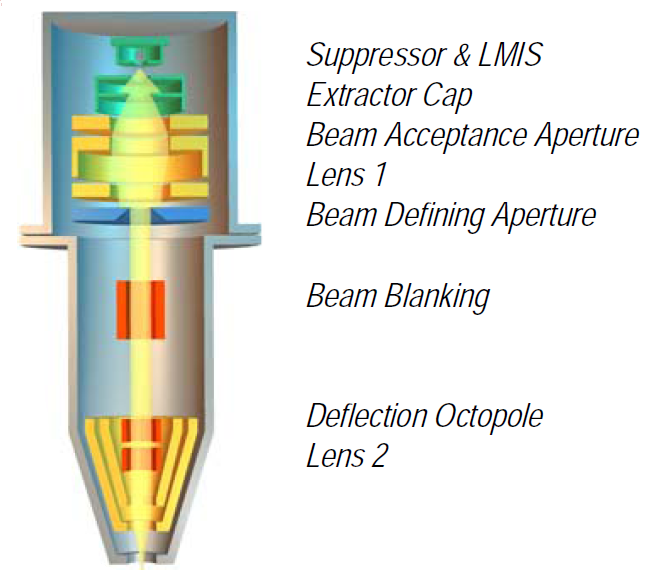 Suppressor & LMIS
Extractor Cap
Beam Acceptance Aperture
Lens 1
Beam Defining Aperture
Beam Blanking
Deflection Octopole
Lens 2